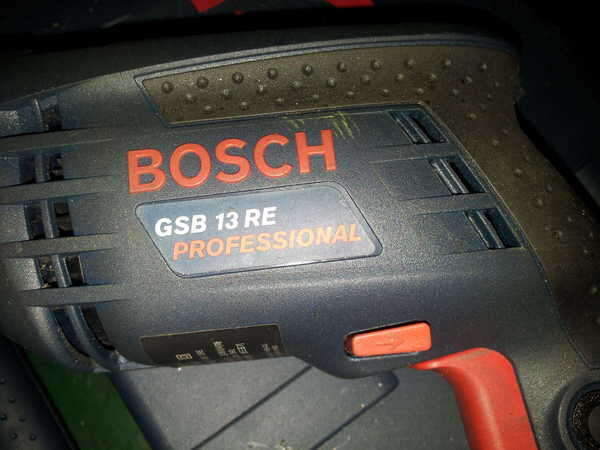 BOSCH
GSB 13 RE
PROFESSIONAL